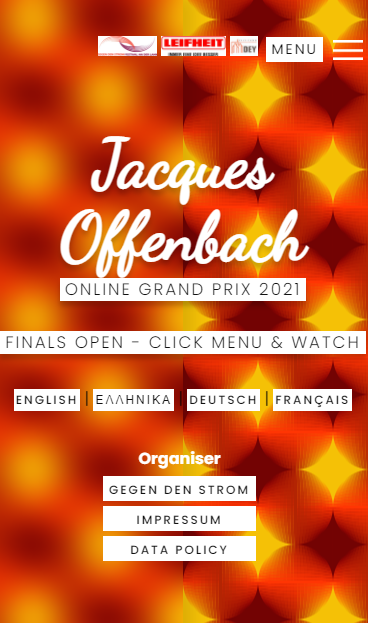 LEIFHEIT
DEY
MENU
Jacques
Offenbach
ONLINE GRAND PRIX 2021
FINALS OPEN - CLICK MENU & WATCH
ENGLISH | ΕΛΛΗΝΙΚΑ | DEUTSCH | FRANÇAIS
Organiser
GEGEN DEN STROM
IMPRESSUM
DATA POLICY